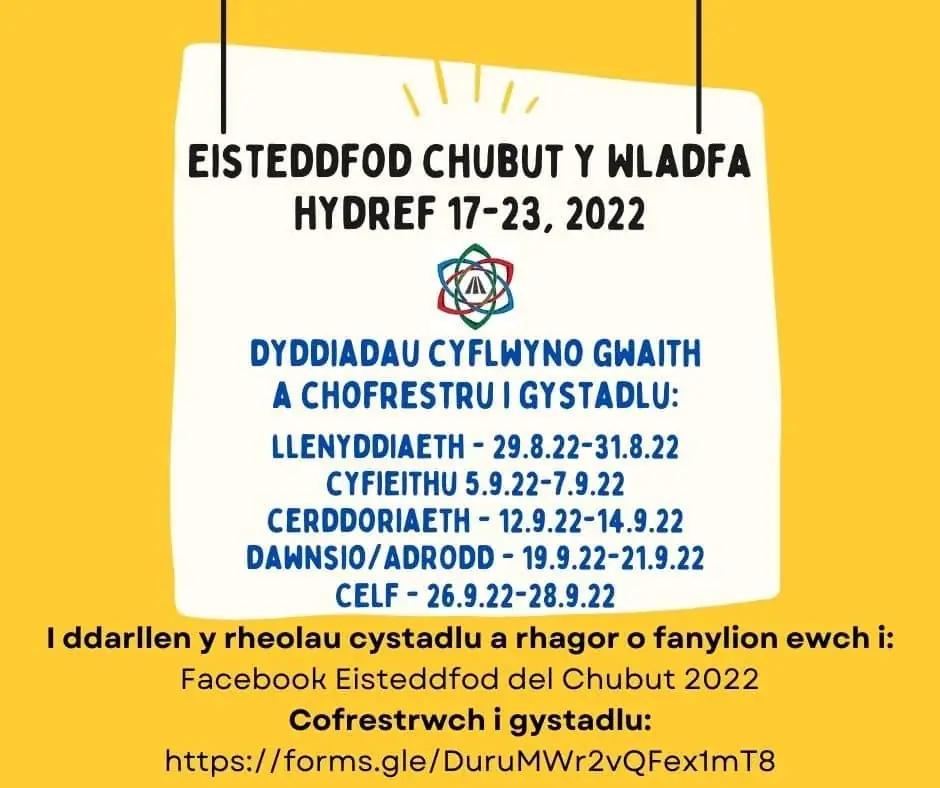 EISTEDDFOD CHUBUT Y WLADFA
HYDREF 17-23, 2022
DYDDIADAU CYFLWYNO GWAITH
A CHOFRESTRU I GYSTADLU:
LLENYDDIAETH - 29.8.22-31.8.22
CYFIEITHU 5.9.22-7.9.22
CERDDORIAETH - 12.9.22-14.9.22
DAWNSIO/ADRODD - 19.9.22-21.9.22
CELF - 26.9.22-28.9.22
I ddarllen y rheolau cystadlu a rhagor o fanylion ewch i:
Facebook Eisteddfod del Chubut 2022
Cofrestrwch i gystadlu:
https://forms.gle/DuruMWr2vQFex1mT8